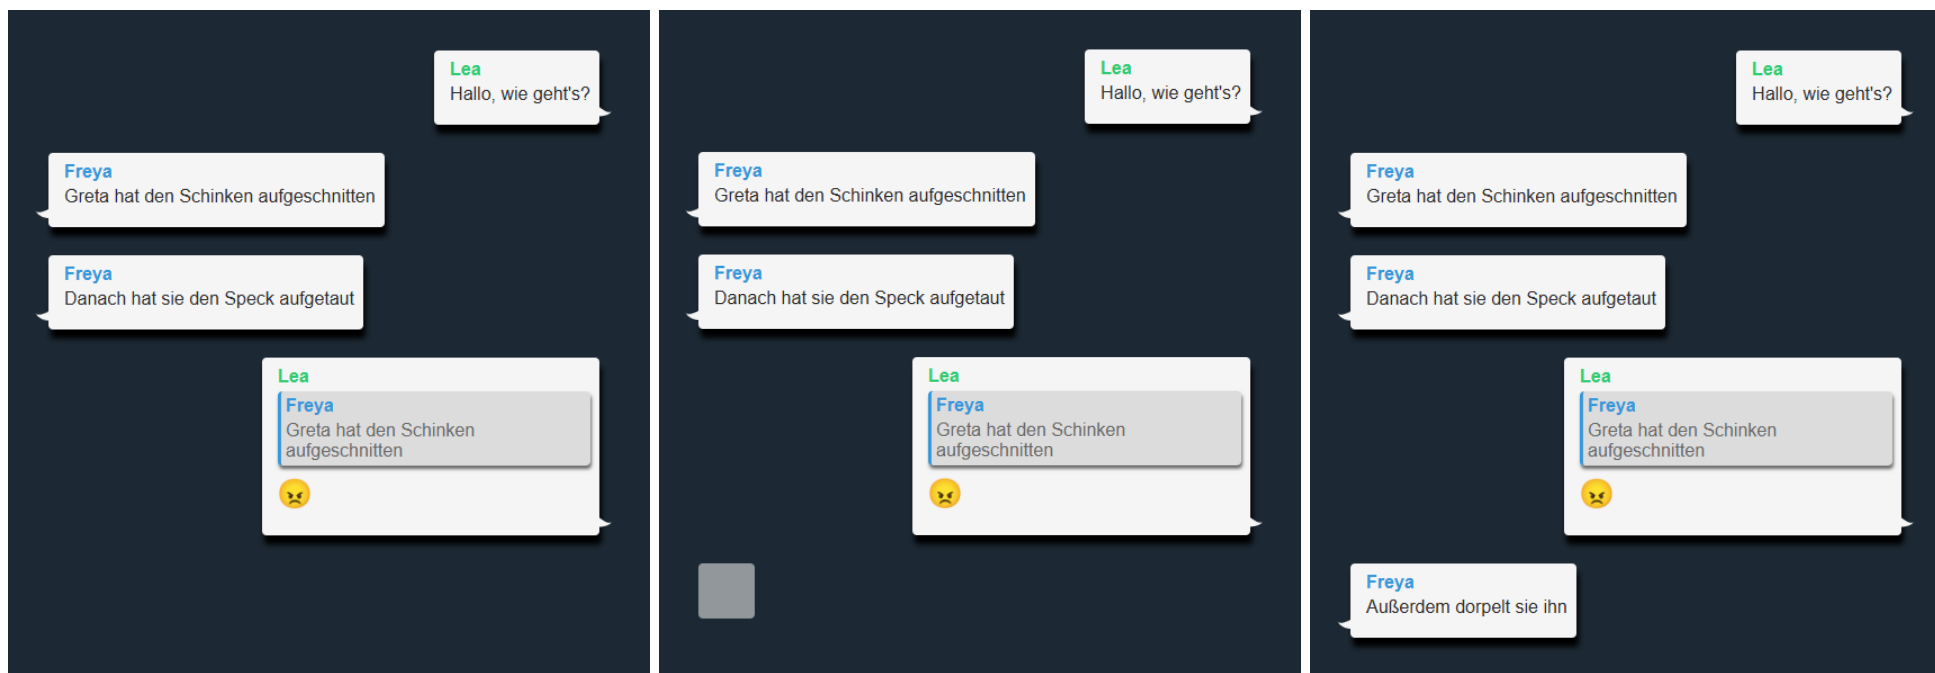 Lea
Hallo, wie geht's?
Freya
Greta hat den Schinken aufgeschnitten
Freya
Danach hat sie den Speck aufgetaut
Lea
Freya
Greta hat den Schinken
aufgeschnitten
😠
Lea
Hallo, wie geht's?
Freya
Greta hat den Schinken aufgeschnitten
Freya
Danach hat sie den Speck aufgetaut
Lea
Freya
Greta hat den Schinken
aufgeschnitten
😠
Lea
Hallo, wie geht's?
Freya
Greta hat den Schinken aufgeschnitten
Freya
Danach hat sie den Speck aufgetaut
Lea
Freya
Greta hat den Schinken
aufgeschnitten
😠
Freya
Außerdem dorpelt sie ihn